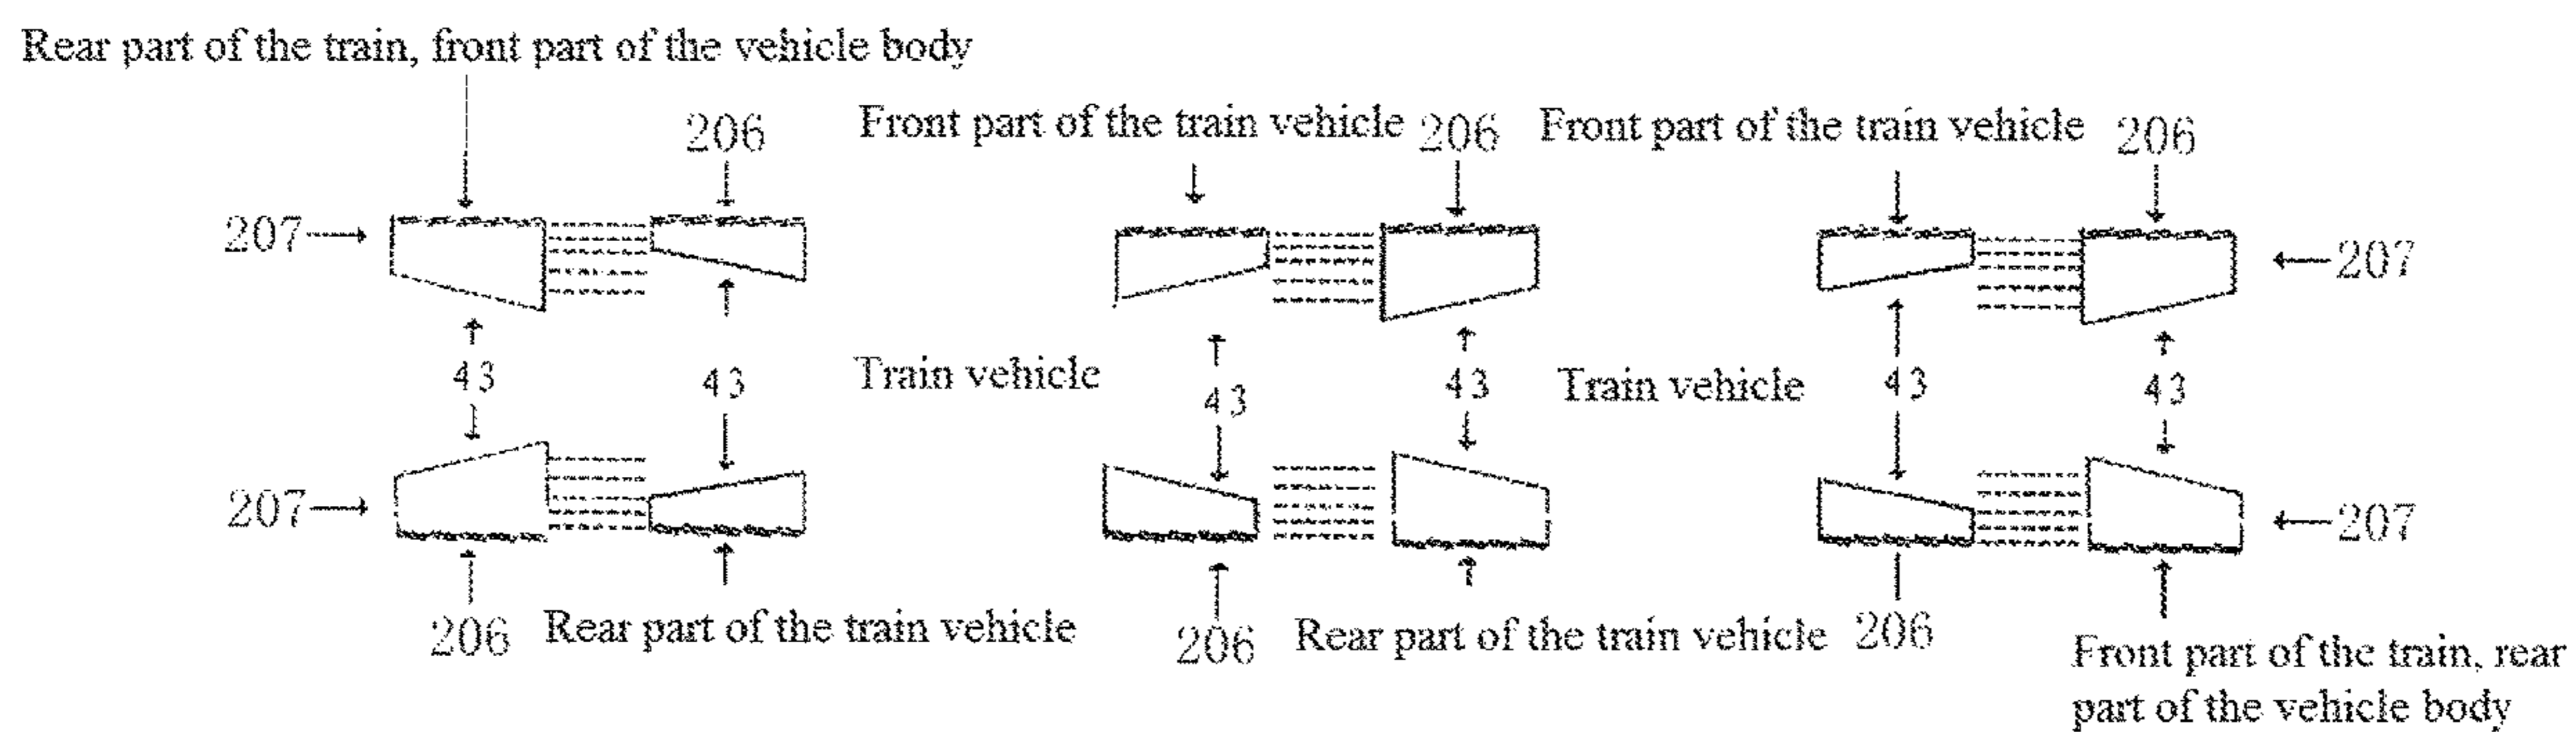 Rear part of the train, front part of the vehicle body
206 Front part of the train vehicle 206 Front part of the train vehicle 206
207 207
43 43 Train vehicle 43 43 Train vehicle 43 43
207 207
206 Rear part of the train vehicle 206 Rear part of the train vehicle 206
Front part of the train, rear
part of the vehicle body